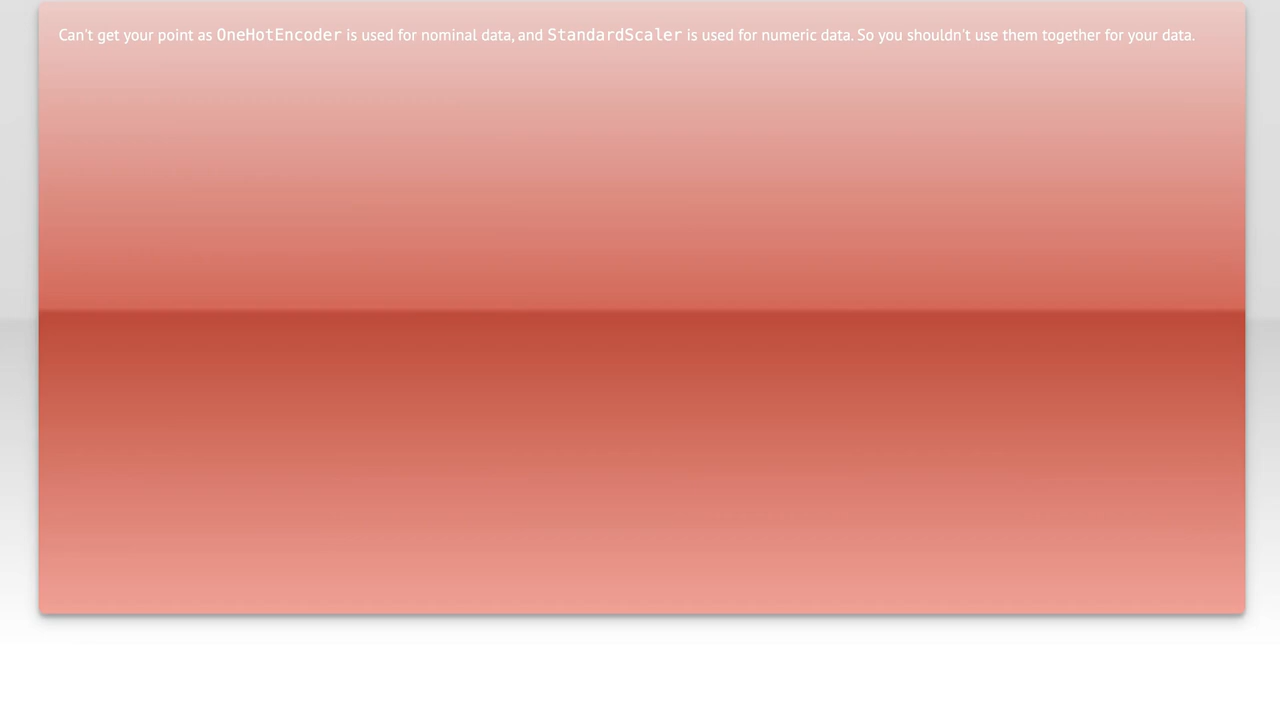 Can't get your point as OneHotEncoder is used for nominal data, and StandardScaler is used for numeric data. So you shouldn't use them together for your data.